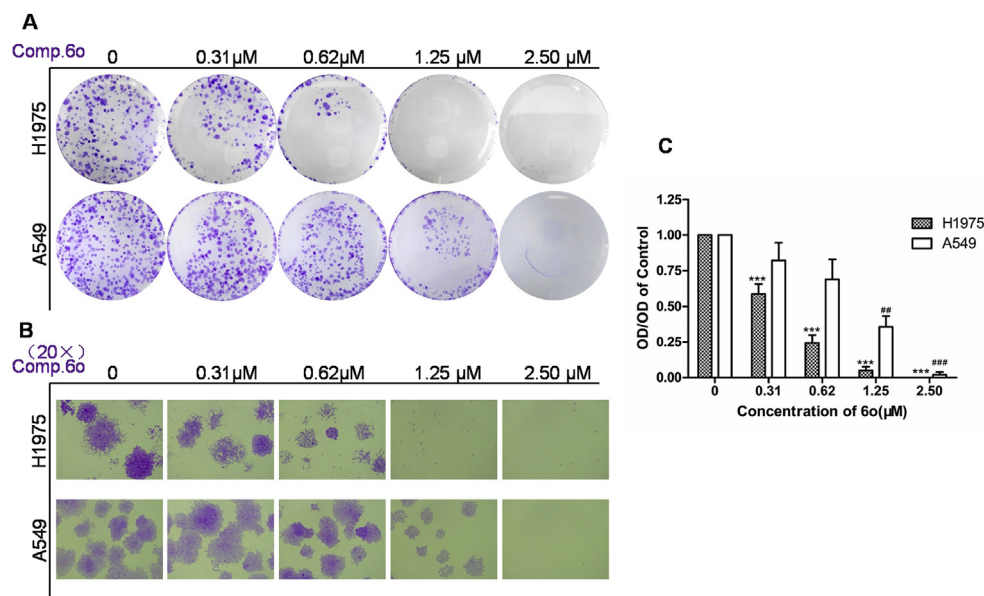 A
Comp.6o 0 0.31μM 0.62μM 1.25 μM 2.50 μM
H1975
A549
B
(20×)
Comp.6o 0 0.31μM 0.62μM 1.25 μM 2.50 μM
H1975
A549
C
1.25
1.00
0.75
0.50
0.25
0.00
OD/OD of Control
H1975
A549
***
***
***
##
***
###
0 0.31 0.62 1.25 2.50
Concentration of 6o(μM)